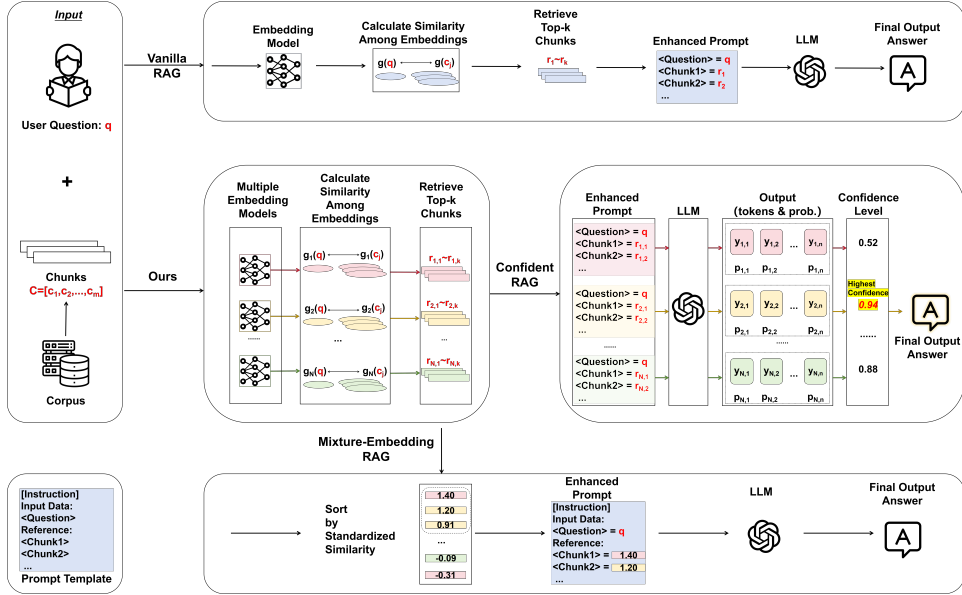 Input
User Question: q
+
Chunks
C=[c1,c2,...,cm]
Corpus
Vanilla
RAG
Embedding
Model
Calculate Similarity
Among Embeddings
g(q)
g(cj)
Retrieve
Top-k
Chunks
r1~rk
Enhanced Prompt
<Question> = q
<Chunk1> = r1
<Chunk2> = r2
...
LLM
Final Output
Answer
A
Ours
Multiple
Embedding
Models
......
Calculate
Similarity
Among
Embeddings
g1(q)
g1(cj)
g2(q)
g2(cj)
...
gN(q)
gN(cj)
Retrieve
Top-k
Chunks
r1,1~r1,k
r2,1~r2,k
...
rN,1~rN,k
Confident
RAG
Enhanced
Prompt
<Question> = q
<Chunk1> = r1,1
<Chunk2> = r1,2
...
<Question> = q
<Chunk1> = r2,1
<Chunk2> = r2,2
...
......
<Question> = q
<Chunk1> = rN,1
<Chunk2> = rN,2
...
LLM
Output
(tokens & prob.)
y1,1 y1,2 ... y1,n
p1,1 p1,2 p1,n
y2,1 y2,2 ... y2,n
p2,1 p2,2 p2,n
......
yN,1 yN,2 ... yN,n
pN,1 pN,2 pN,n
Confidence
Level
0.52
Highest
Confidence
0.94
......
0.88
A
Final Output
Answer
Mixture-Embedding
RAG
[Instruction]
Input Data:
<Question>
Reference:
<Chunk1>
<Chunk2>
...
Prompt Template
Sort
by
Standardized
Similarity
1.40
1.20
0.91
...
-0.09
-0.31
Enhanced
Prompt
[Instruction]
Input Data:
<Question> = q
Reference:
<Chunk1> = 1.40
<Chunk2> = 1.20
...
LLM
Final Output
Answer
A